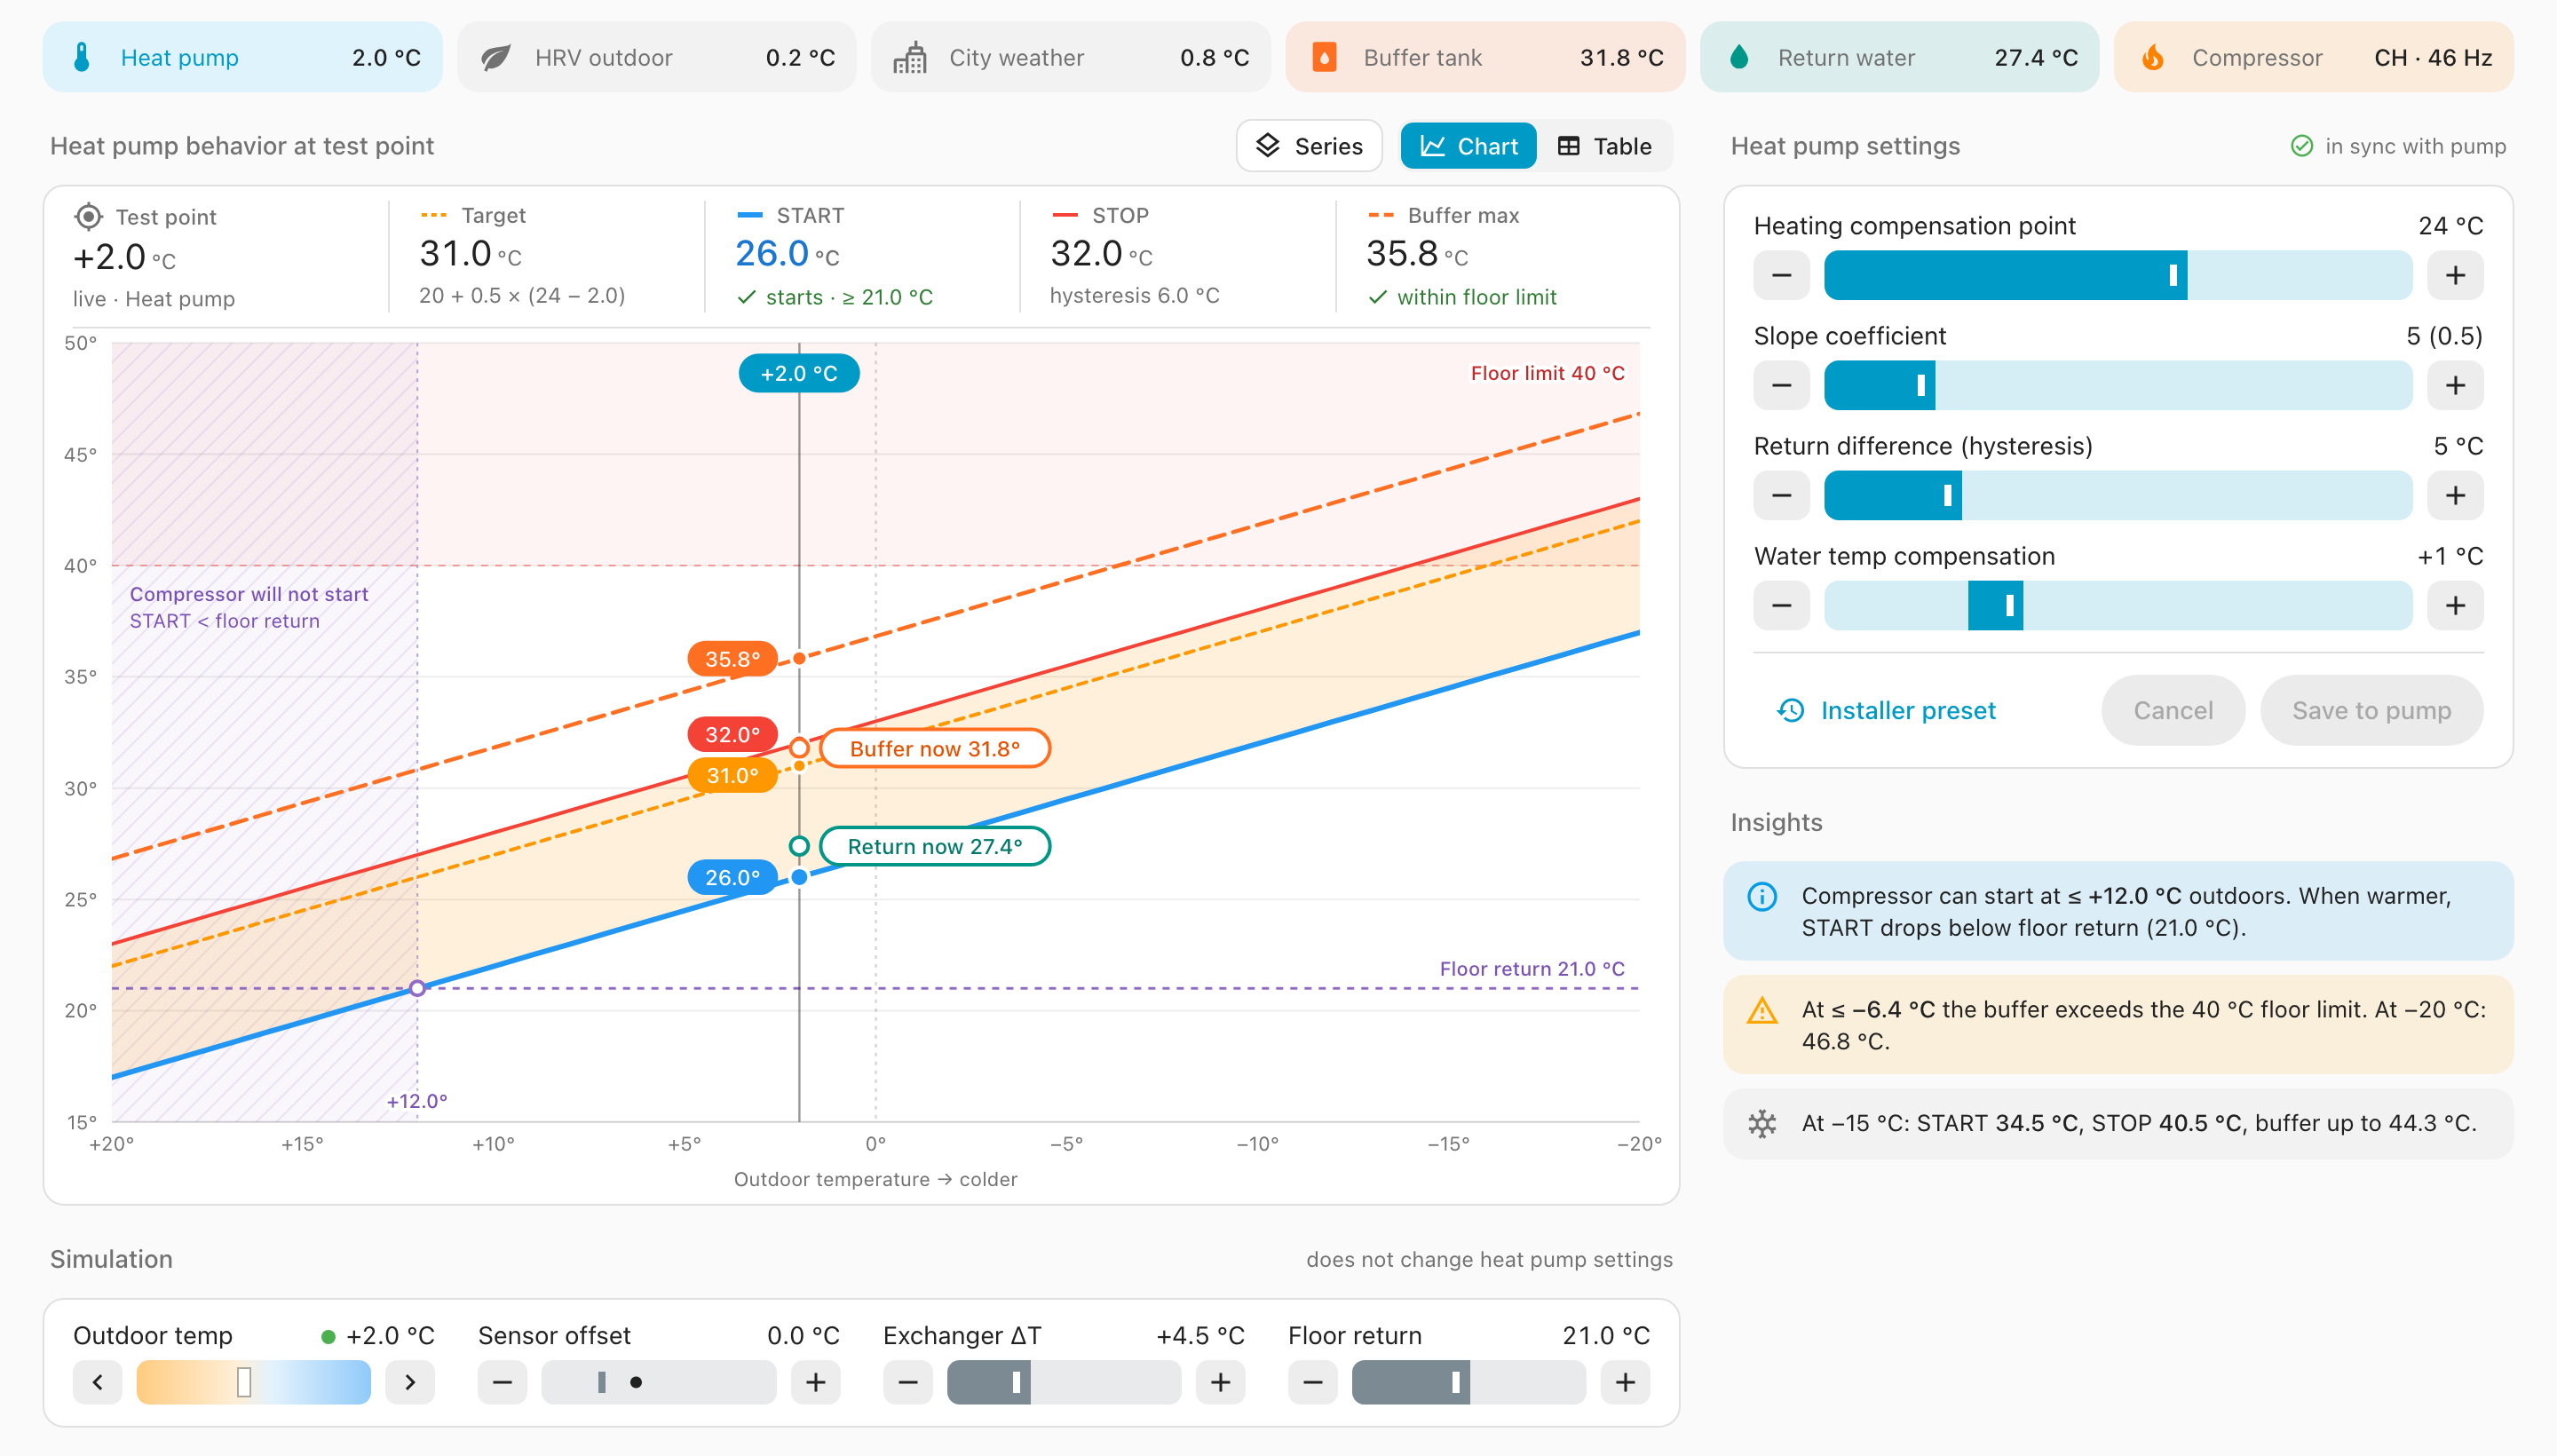 Heat pump 2.0 °C
HRV outdoor 0.2 °C
City weather 0.8 °C
Buffer tank 31.8 °C
Return water 27.4 °C
Compressor CH · 46 Hz
Heat pump behavior at test point
Series
Chart
Table
Test point
+2.0 °C
live · Heat pump
Target
31.0 °C
20 + 0.5 × (24 − 2.0)
START
26.0 °C
starts · ≥ 21.0 °C
STOP
32.0 °C
hysteresis 6.0 °C
Buffer max
35.8 °C
within floor limit
50°
45°
40°
35°
30°
25°
20°
15°
+2.0 °C
Floor limit 40 °C
Compressor will not start
START < floor return
35.8°
32.0°
Buffer now 31.8°
31.0°
Return now 27.4°
26.0°
Floor return 21.0 °C
+12.0°
+20°
+15°
+10°
+5°
0°
−5°
−10°
−15°
−20°
Outdoor temperature → colder
Simulation
does not change heat pump settings
Outdoor temp +2.0 °C
Sensor offset 0.0 °C
Exchanger ΔT +4.5 °C
Floor return 21.0 °C
Heat pump settings
in sync with pump
Heating compensation point 24 °C
Slope coefficient 5 (0.5)
Return difference (hysteresis) 5 °C
Water temp compensation +1 °C
Installer preset
Cancel
Save to pump
Insights
Compressor can start at ≤ +12.0 °C outdoors. When warmer,
START drops below floor return (21.0 °C).
At ≤ −6.4 °C the buffer exceeds the 40 °C floor limit. At −20 °C:
46.8 °C.
At −15 °C: START 34.5 °C, STOP 40.5 °C, buffer up to 44.3 °C.